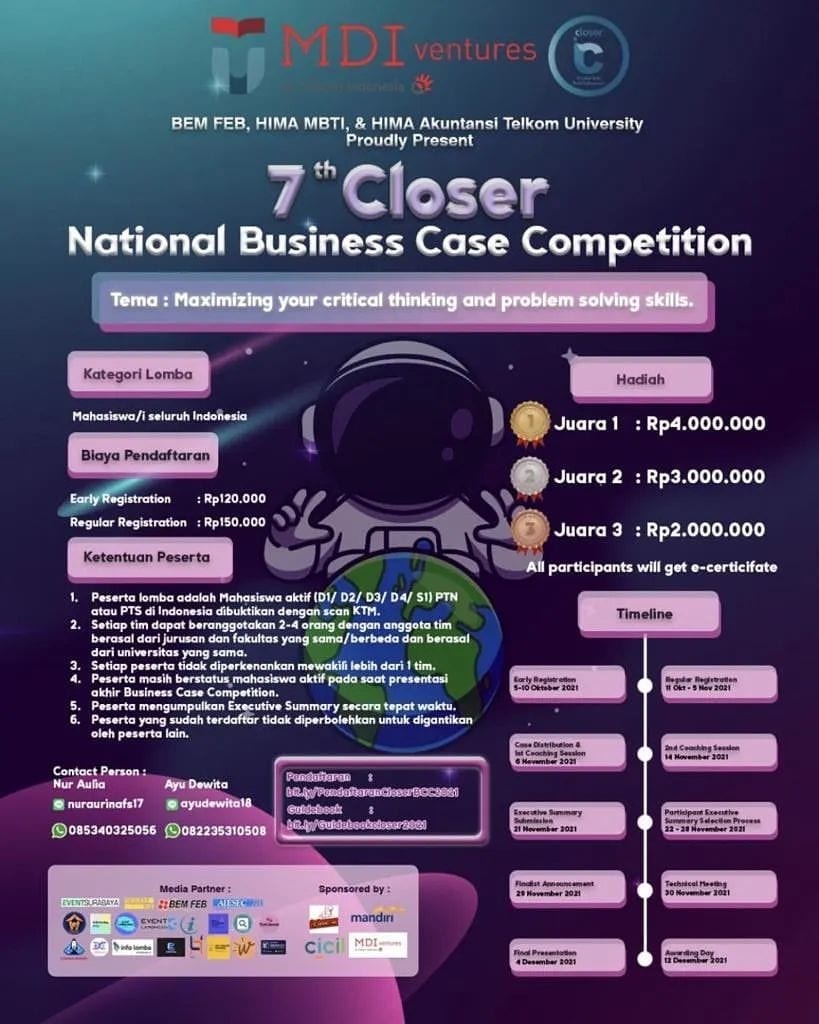 MDI ventures
closer
BEM FEB, HIMA MBTI, & HIMA Akuntansi Telkom University
Proudly Present
7th Closer
National Business Case Competition
Tema : Maximizing your critical thinking and problem solving skills.
Kategori Lomba
Mahasiswa/i seluruh Indonesia
Biaya Pendaftaran
Early Registration : Rp120.000
Regular Registration : Rp150.000
Ketentuan Peserta
1. Peserta lomba adalah Mahasiswa aktif (D1/ D2/ D3/ D4/ S1) PTN
atau PTS di Indonesia dibuktikan dengan scan KTM.
2. Setiap tim dapat beranggotakan 2-4 orang dengan anggota tim
berasal dari jurusan dan fakultas yang sama/berbeda dan berasal
dari universitas yang sama.
3. Setiap peserta tidak diperkenankan mewakili lebih dari 1 tim.
4. Peserta masih berstatus mahasiswa aktif pada saat presentasi
akhir Business Case Competition.
5. Peserta mengumpulkan Executive Summary secara tepat waktu.
6. Peserta yang sudah terdaftar tidak diperbolehkan untuk digantikan
oleh peserta lain.
Hadiah
1 Juara 1 : Rp4.000.000
2 Juara 2 : Rp3.000.000
3 Juara 3 : Rp2.000.000
All participants will get e-certicifate
Timeline
Early Registration
5-10 Oktober 2021
Regular Registration
11 Okt - 5 Nov 2021
Case Distribution &
1st Coaching Session
6 November 2021
2nd Coaching Session
14 November 2021
Executive Summary
Submission
21 November 2021
Participant Executive
Summary Selection Process
22 - 28 November 2021
Finalist Announcement
29 November 2021
Technical Meeting
30 November 2021
Final Presentation
4 Desember 2021
Awarding Day
12 Desember 2021
Contact Person :
Nur Aulia
nuraurinafs17
085340325056
Ayu Dewita
ayudewita18
082235310508
Pendaftaran :
bit.ly/PendaftaranCloserBCC2021
Guidebook :
bit.ly/Guidebookcloser2021
Media Partner :
EVENTSURABAYA
BEM FEB
AIESEC
EVENT
info lomba
Sponsored by :
mandiri
cicil
MDI ventures